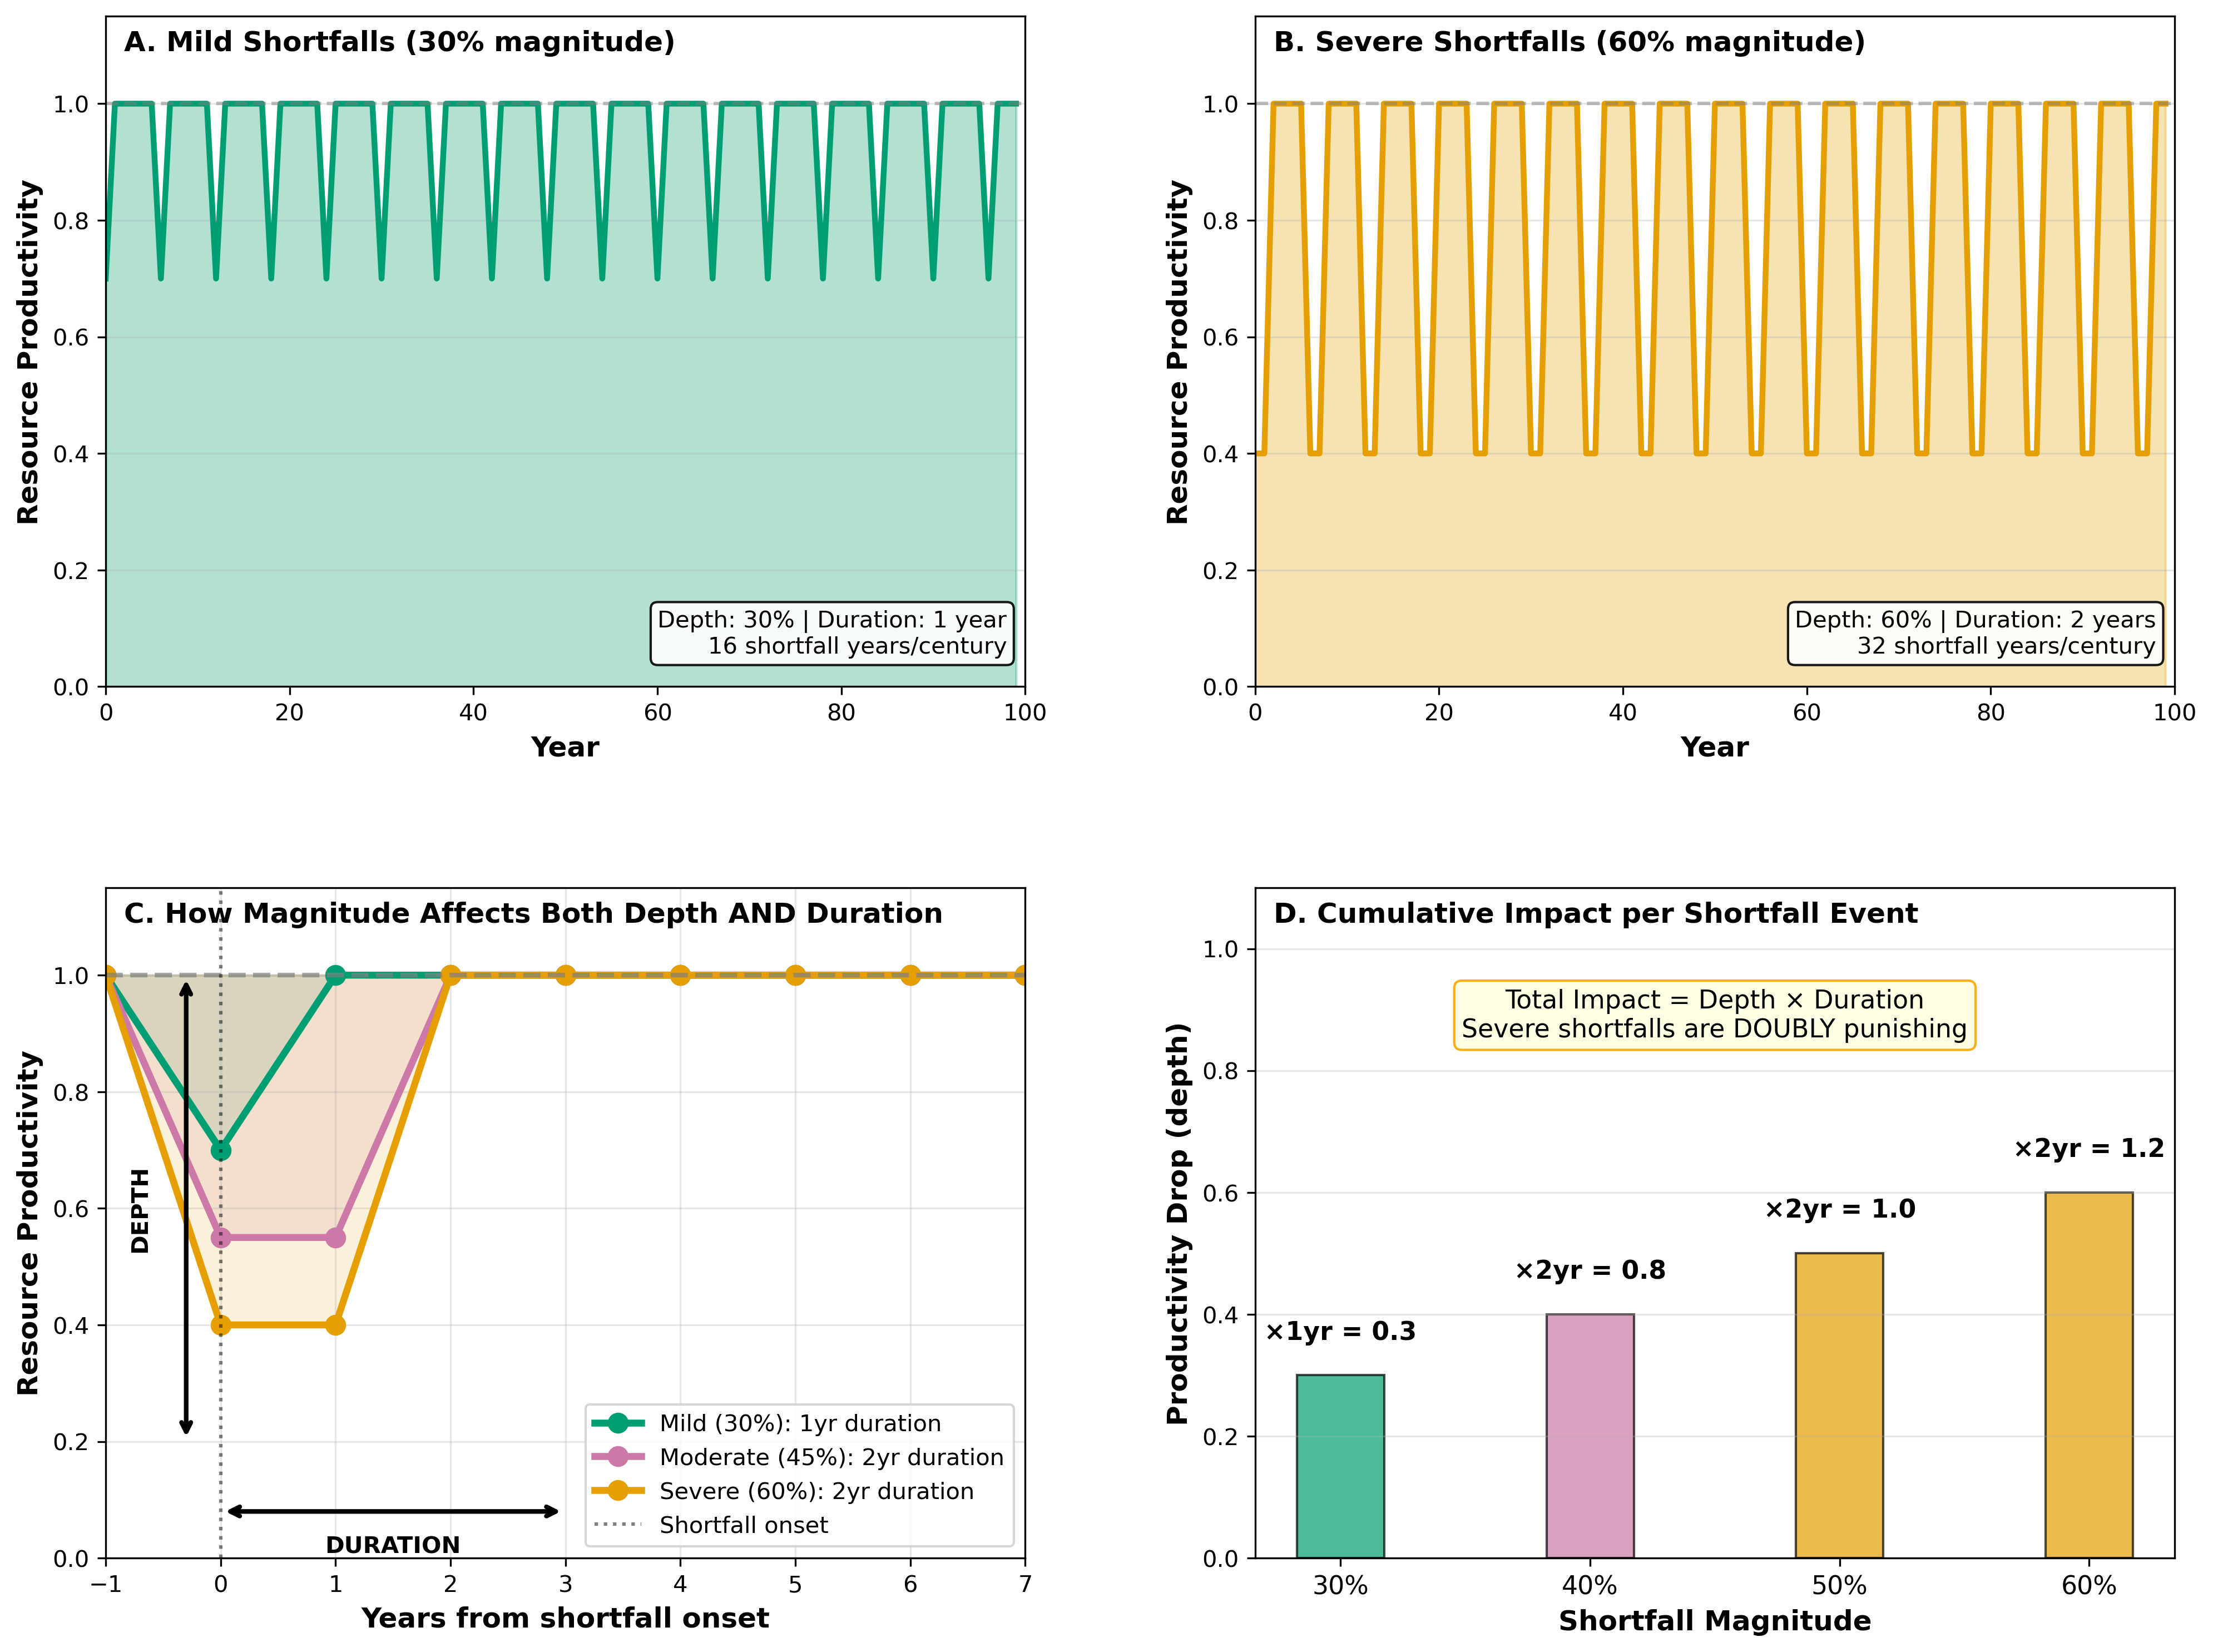 A. Mild Shortfalls (30% magnitude)
Resource Productivity
1.0
0.8
0.6
0.4
0.2
0.0
Depth: 30% | Duration: 1 year
16 shortfall years/century
0 20 40 60 80 100
Year
B. Severe Shortfalls (60% magnitude)
Resource Productivity
1.0
0.8
0.6
0.4
0.2
0.0
Depth: 60% | Duration: 2 years
32 shortfall years/century
0 20 40 60 80 100
Year
C. How Magnitude Affects Both Depth AND Duration
Resource Productivity
1.0
0.8
0.6
0.4
0.2
0.0
DEPTH
Mild (30%): 1yr duration
Moderate (45%): 2yr duration
Severe (60%): 2yr duration
Shortfall onset
DURATION
−1 0 1 2 3 4 5 6 7
Years from shortfall onset
D. Cumulative Impact per Shortfall Event
Productivity Drop (depth)
1.0
0.8
0.6
0.4
0.2
0.0
Total Impact = Depth × Duration
Severe shortfalls are DOUBLY punishing
×1yr = 0.3
×2yr = 0.8
×2yr = 1.0
×2yr = 1.2
30% 40% 50% 60%
Shortfall Magnitude